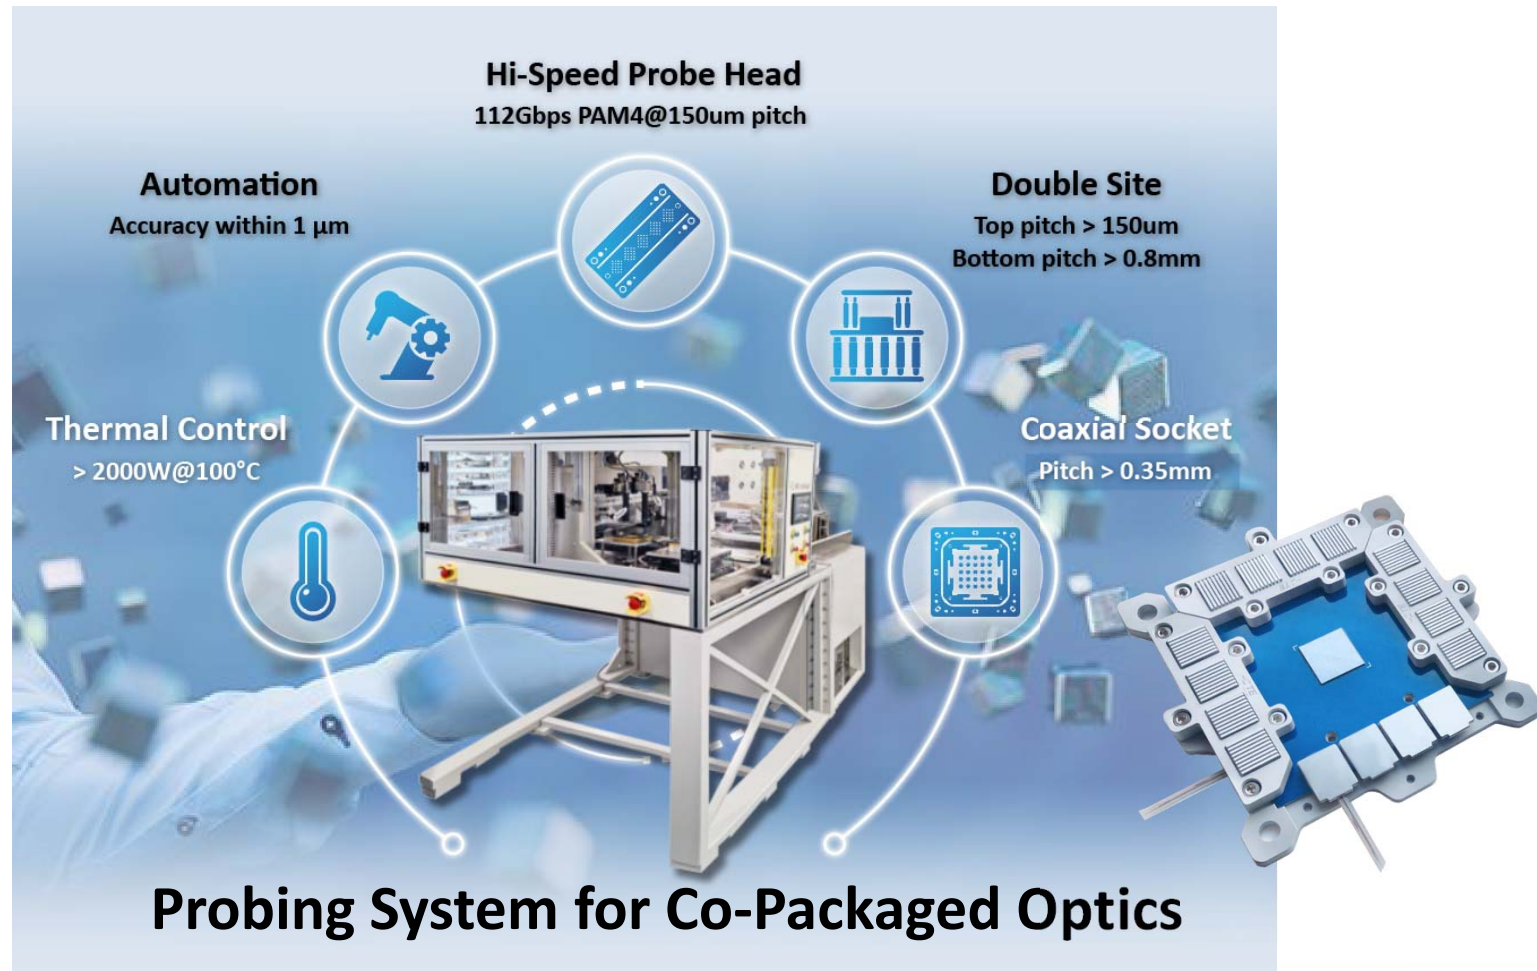 Hi-Speed Probe Head
112Gbps PAM4@150um pitch
Automation
Accuracy within 1 µm
Double Site
Top pitch > 150um
Bottom pitch > 0.8mm
Thermal Control
> 2000W@100°C
Coaxial Socket
Pitch > 0.35mm
Probing System for Co-Packaged Optics